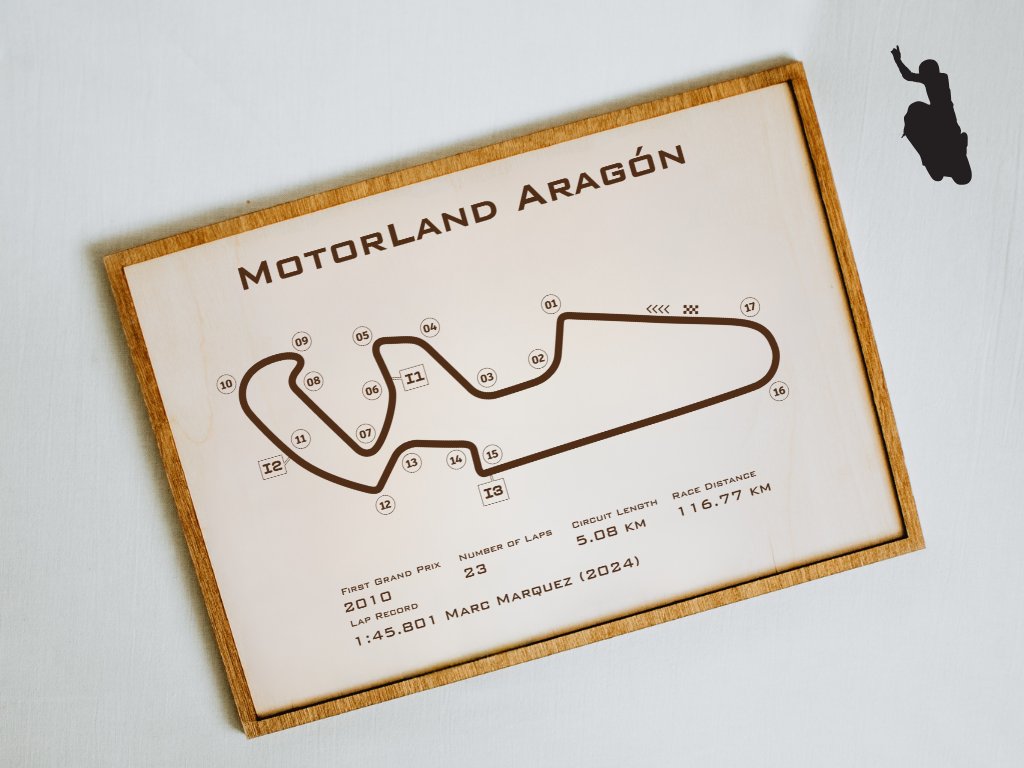 MotorLand Aragón
01
17
<<<<
04
05
09
02
10
08
06
I1
03
16
07
11
15
I2
13
14
I3
12
First Grand Prix Number of Laps Circuit Length Race Distance
2010 23 5.08 km 116.77 km
Lap Record
1:45.801 Marc Marquez (2024)